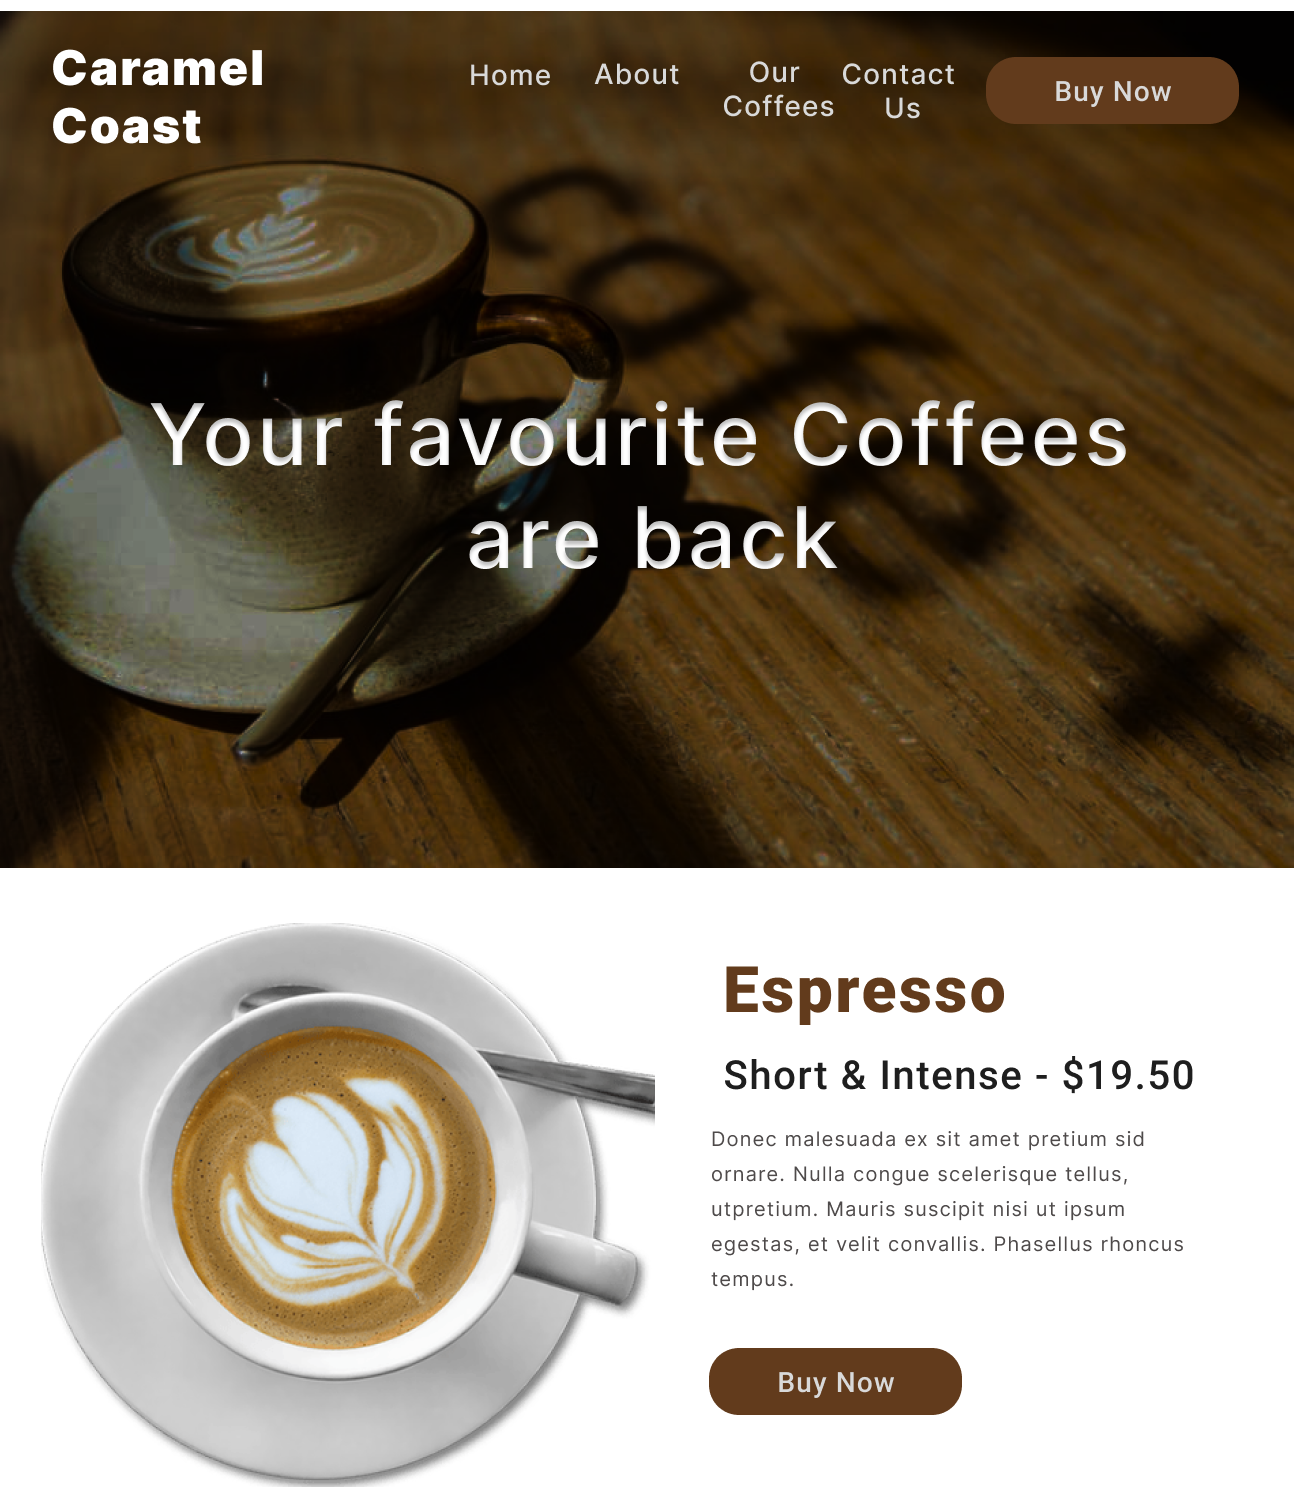 Caramel
Coast
Home
About
Our
Coffees
Contact
Us
Buy Now
Your favourite Coffees
are back
Espresso
Short & Intense - $19.50
Donec malesuada ex sit amet pretium sid
ornare. Nulla congue scelerisque tellus,
utpretium. Mauris suscipit nisi ut ipsum
egestas, et velit convallis. Phasellus rhoncus
tempus.
Buy Now